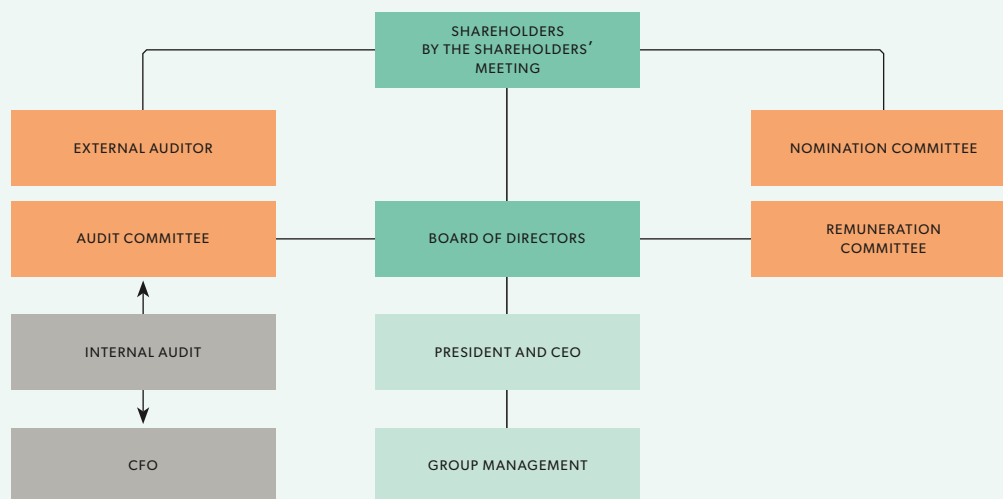 SHAREHOLDERS
BY THE SHAREHOLDERS’
MEETING
EXTERNAL AUDITOR
NOMINATION COMMITTEE
AUDIT COMMITTEE
BOARD OF DIRECTORS
REMUNERATION
COMMITTEE
INTERNAL AUDIT
PRESIDENT AND CEO
CFO
GROUP MANAGEMENT